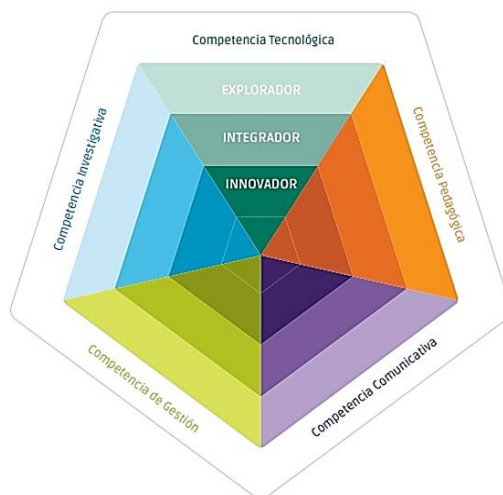 Competencia Tecnológica
EXPLORADOR
INTEGRADOR
INNOVADOR
Competencia Investigativa
Competencia Pedagógica
Competencia de Gestión
Competencia Comunicativa